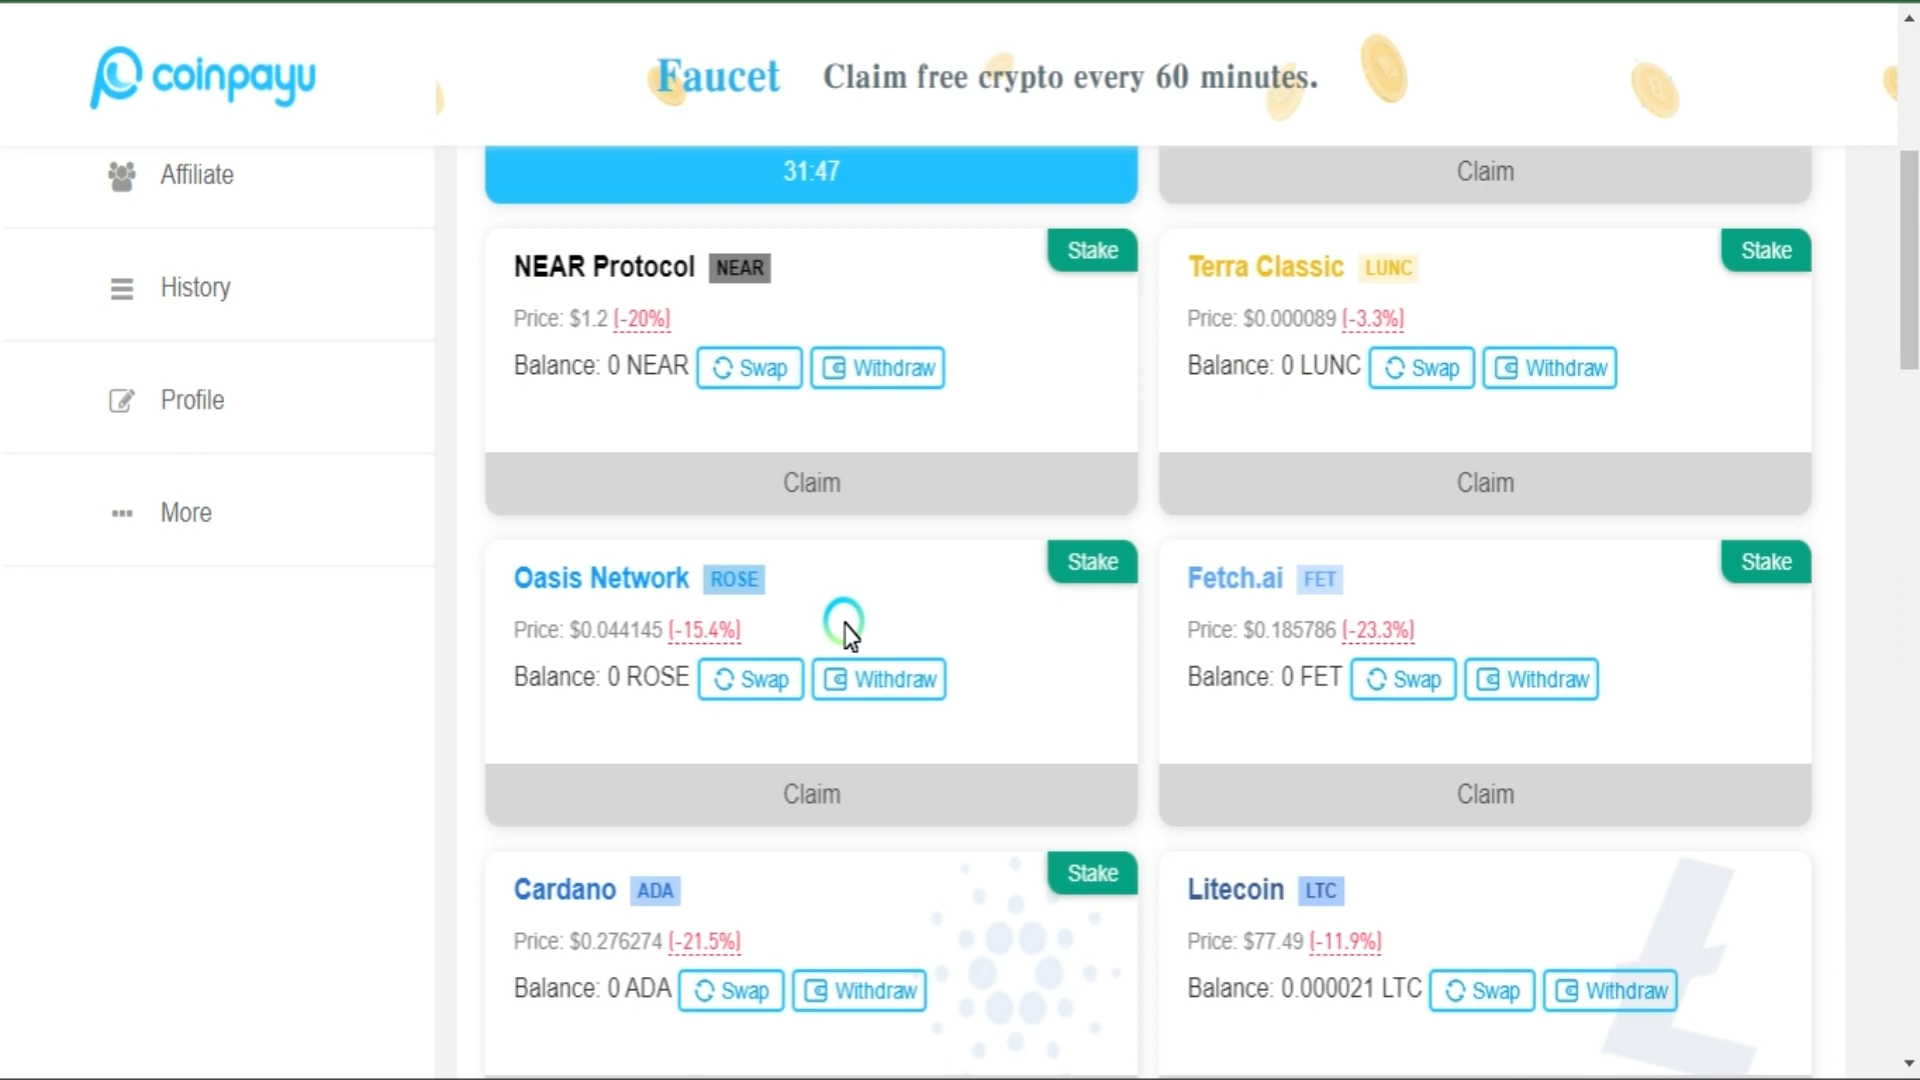 coinpayu
Faucet Claim free crypto every 60 minutes.
Affiliate
History
Profile
More
31:47
Claim
NEAR Protocol NEAR
Stake
Price: $1.2 (-20%)
Balance: 0 NEAR Swap Withdraw
Claim
Terra Classic LUNC
Stake
Price: $0.000089 (-3.3%)
Balance: 0 LUNC Swap Withdraw
Claim
Oasis Network ROSE
Stake
Price: $0.044145 (-15.4%)
Balance: 0 ROSE Swap Withdraw
Claim
Fetch.ai FET
Stake
Price: $0.185786 (-23.3%)
Balance: 0 FET Swap Withdraw
Claim
Cardano ADA
Stake
Price: $0.276274 (-21.5%)
Balance: 0 ADA Swap Withdraw
Litecoin LTC
Price: $77.49 (-11.9%)
Balance: 0.000021 LTC Swap Withdraw